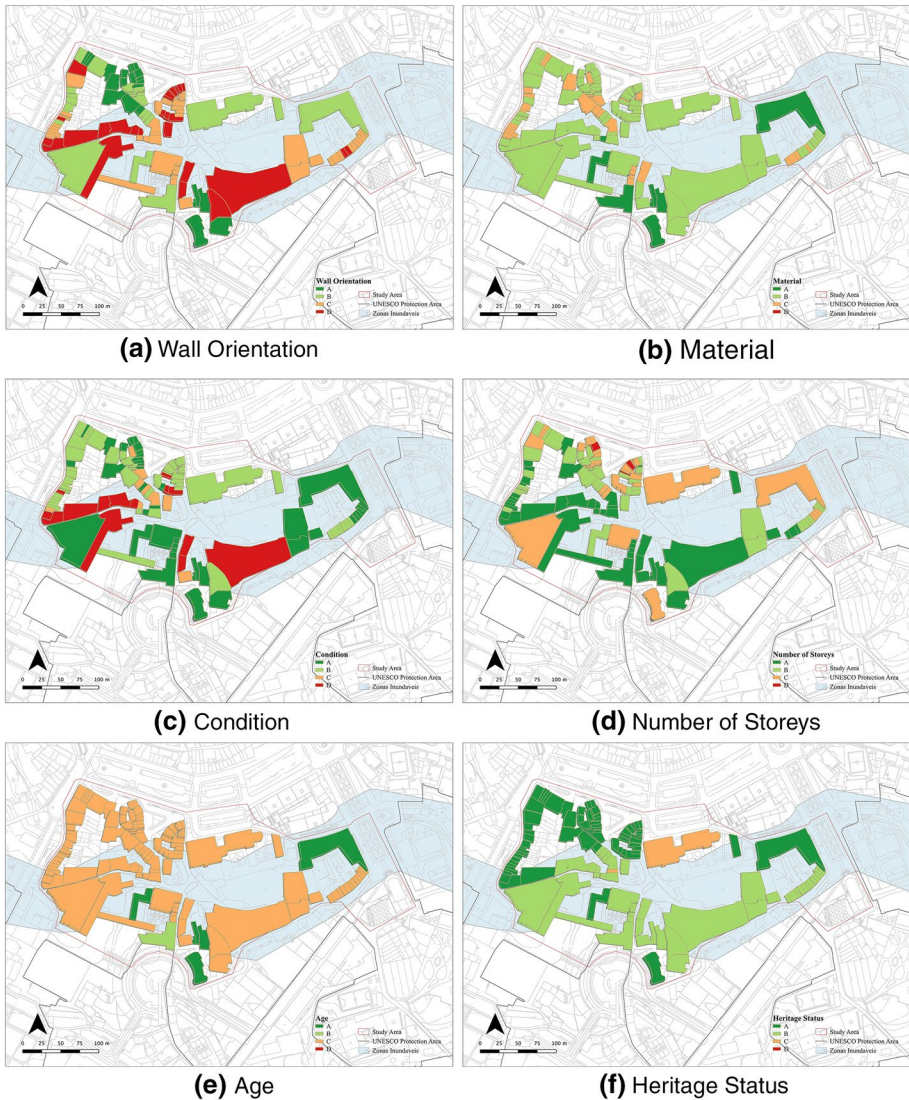 Wall Orientation
A
B
C
D
Study Area
UNESCO Protection Area
Zonas Inundaveis
0 25 50 75 100 m
(a) Wall Orientation
Material
A
B
C
D
Study Area
UNESCO Protection Area
Zonas Inundaveis
0 25 50 75 100 m
(b) Material
Condition
A
B
C
D
Study Area
UNESCO Protection Area
Zonas Inundaveis
0 25 50 75 100 m
(c) Condition
Number of Storeys
A
B
C
D
Study Area
UNESCO Protection Area
Zonas Inundaveis
0 25 50 75 100 m
(d) Number of Storeys
Age
A
B
C
D
Study Area
UNESCO Protection Area
Zonas Inundaveis
0 25 50 75 100 m
(e) Age
Heritage Status
A
B
C
D
Study Area
UNESCO Protection Area
Zonas Inundaveis
0 25 50 75 100 m
(f) Heritage Status